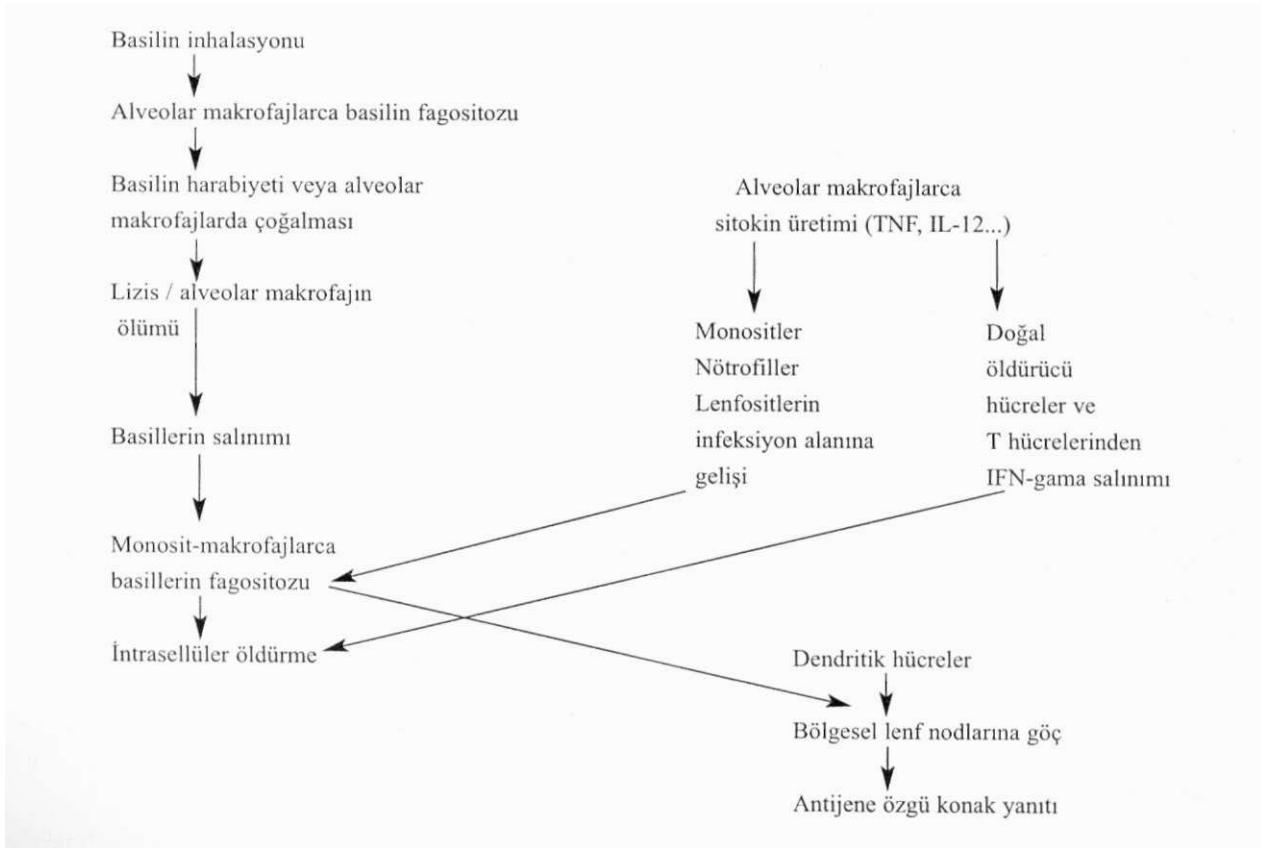 Basilin inhalasyonu
Alveolar makrofajlarca basilin fagositozu
Basilin harabiyeti veya alveolar
makrofajlarda çoğalması
Lizis / alveolar makrofajın
ölümü
Basillerin salınımı
Monosit-makrofajlarca
basillerin fagositozu
İntrasellüler öldürme
Alveolar makrofajlarca
sitokin üretimi (TNF, IL-12...)
Monositler
Nötrofiller
Lenfositlerin
infeksiyon alanına
gelişi
Doğal
öldürücü
hücreler ve
T hücrelerinden
IFN-gama salınımı
Dendritik hücreler
Bölgesel lenf nodlarına göç
Antijene özgü konak yanıtı